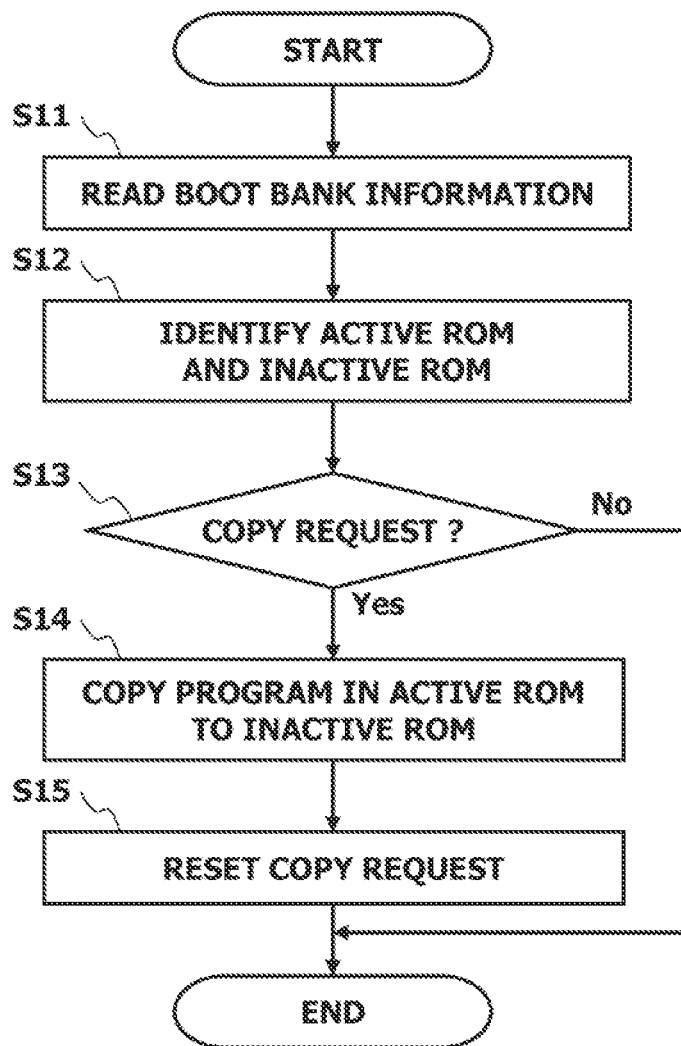 START
S11
READ BOOT BANK INFORMATION
S12
IDENTIFY ACTIVE ROM
AND INACTIVE ROM
S13
COPY REQUEST ?
No
Yes
S14
COPY PROGRAM IN ACTIVE ROM
TO INACTIVE ROM
S15
RESET COPY REQUEST
END